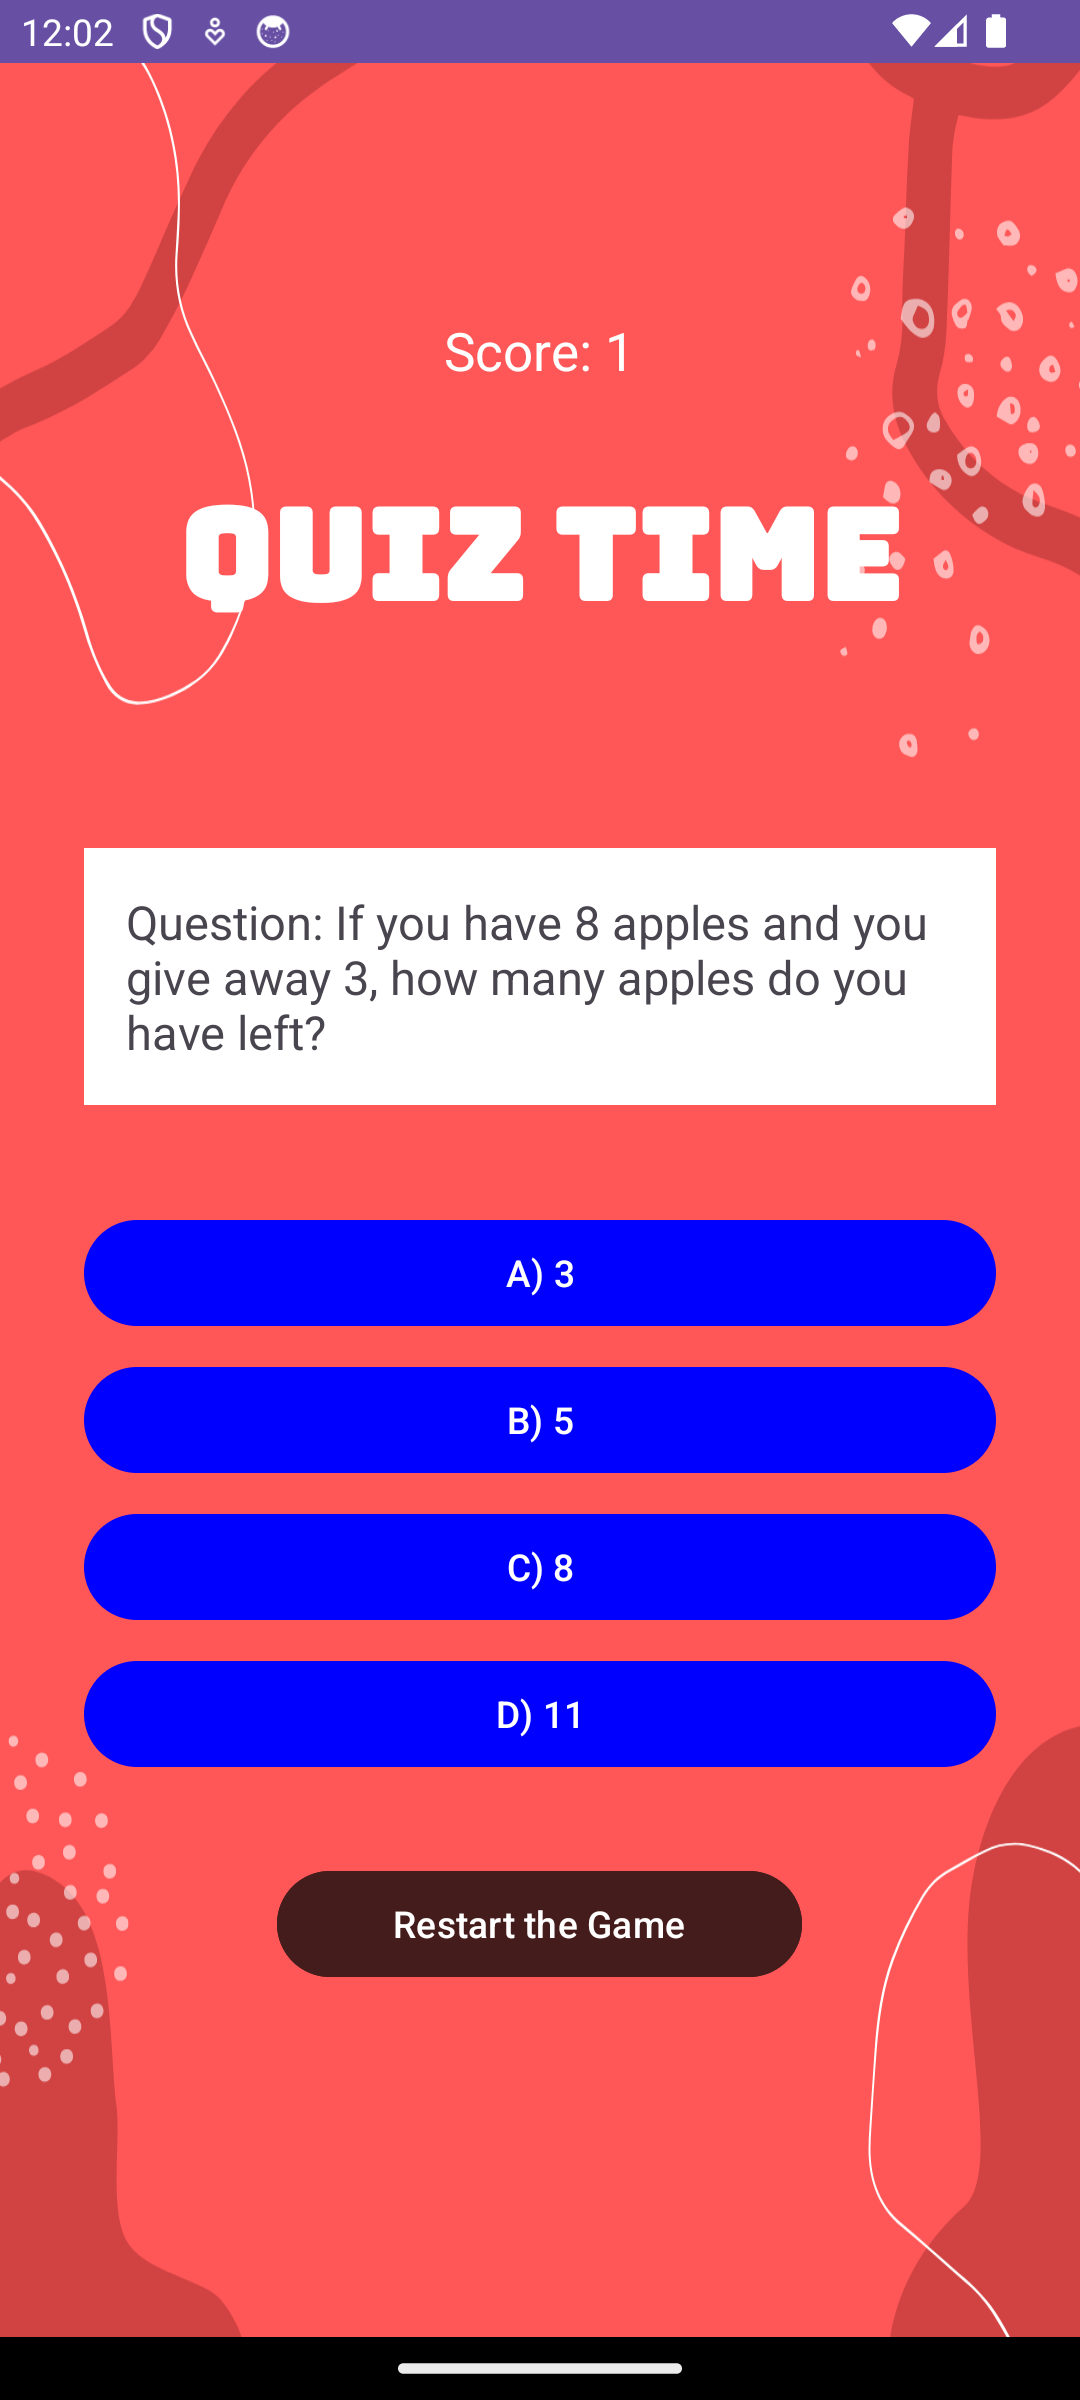 12:02
Score: 1
QUIZ TIME
Question: If you have 8 apples and you
give away 3, how many apples do you
have left?
A) 3
B) 5
C) 8
D) 11
Restart the Game